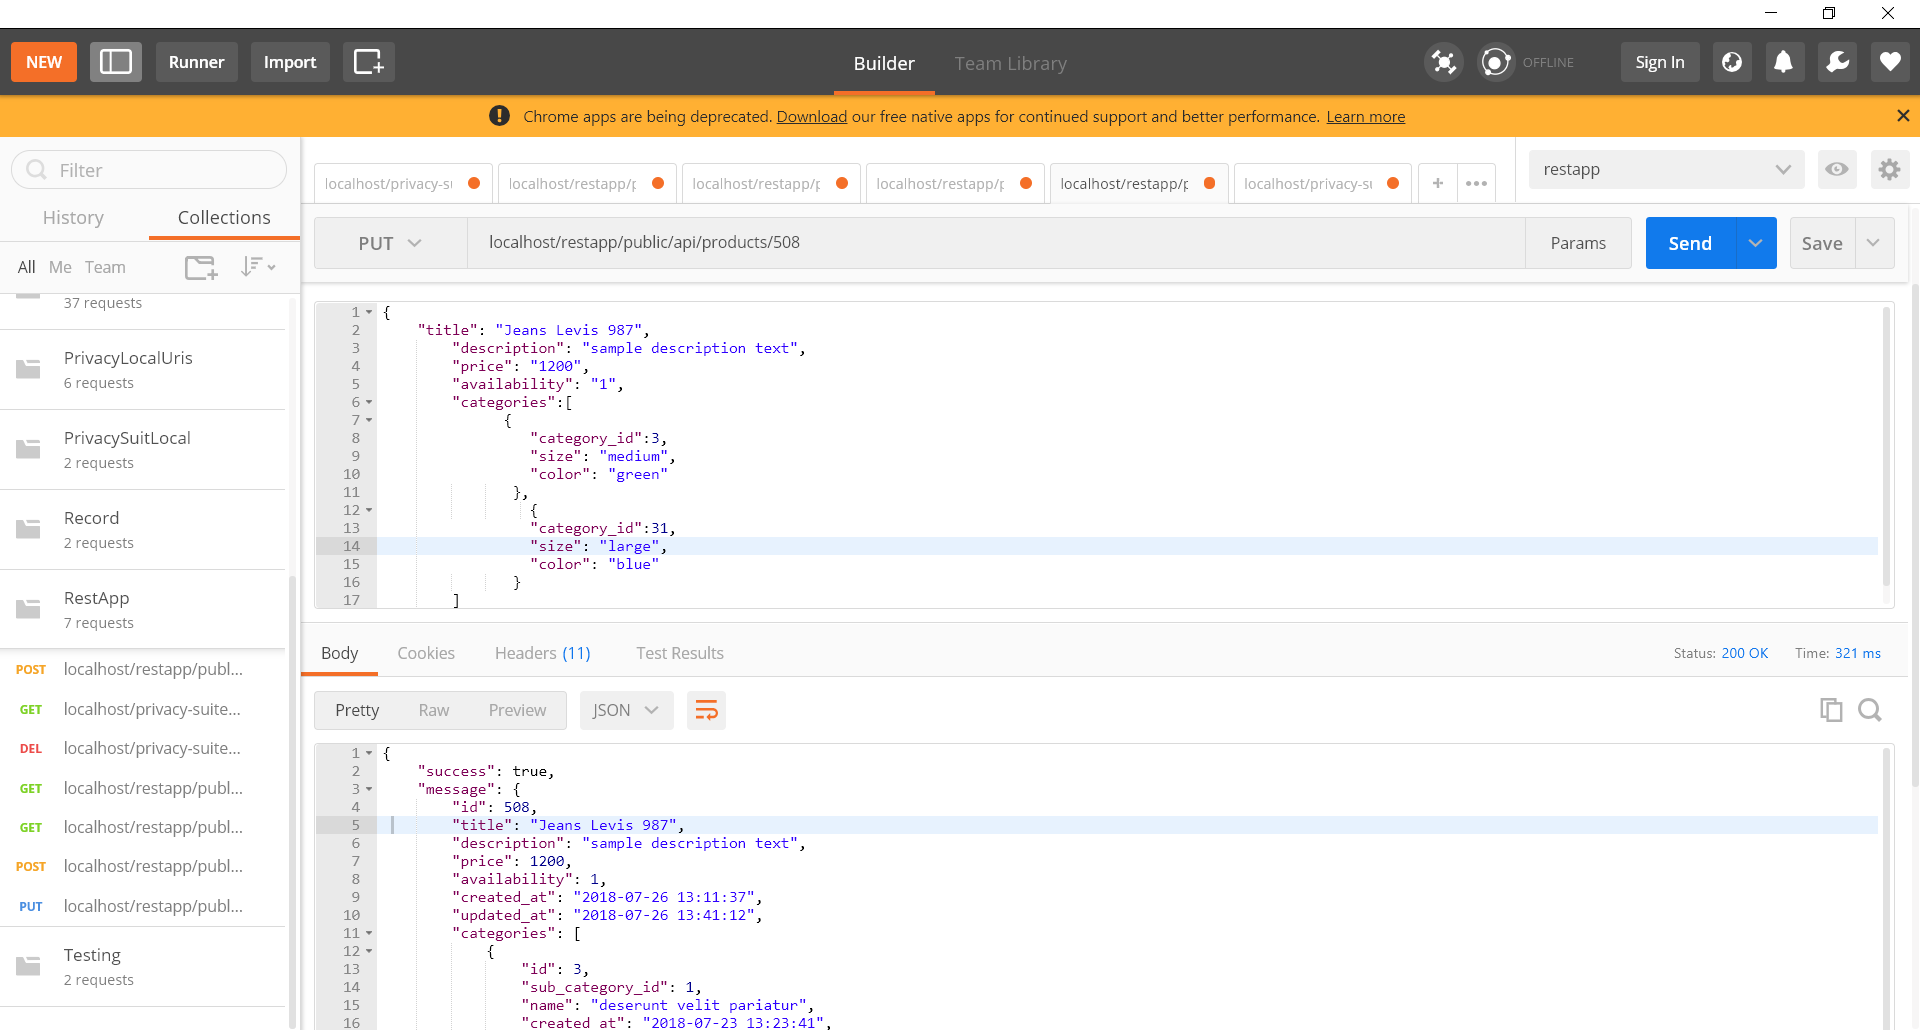 NEW
Runner
Import
Builder
Team Library
OFFLINE
Sign In
Chrome apps are being deprecated. Download our free native apps for continued support and better performance. Learn more
Filter
History
Collections
All Me Team
37 requests
PrivacyLocalUris
6 requests
PrivacySuitLocal
2 requests
Record
2 requests
RestApp
7 requests
POST localhost/restapp/publ...
GET localhost/privacy-suite...
DEL localhost/privacy-suite...
GET localhost/restapp/publ...
GET localhost/restapp/publ...
POST localhost/restapp/publ...
PUT localhost/restapp/publ...
Testing
2 requests
localhost/privacy-su
localhost/restapp/p
localhost/restapp/p
localhost/restapp/p
localhost/restapp/p
localhost/privacy-su
restapp
PUT
localhost/restapp/public/api/products/508
Params
Send
Save
1 {
2 "title": "Jeans Levis 987",
3 "description": "sample description text",
4 "price": "1200",
5 "availability": "1",
6 "categories":[
7 {
8 "category_id":3,
9 "size": "medium",
10 "color": "green"
11 },
12 {
13 "category_id":31,
14 "size": "large",
15 "color": "blue"
16 }
17 ]
Body
Cookies
Headers (11)
Test Results
Status: 200 OK
Time: 321 ms
Pretty
Raw
Preview
JSON
1 {
2 "success": true,
3 "message": {
4 "id": 508,
5 "title": "Jeans Levis 987",
6 "description": "sample description text",
7 "price": 1200,
8 "availability": 1,
9 "created_at": "2018-07-26 13:11:37",
10 "updated_at": "2018-07-26 13:41:12",
11 "categories": [
12 {
13 "id": 3,
14 "sub_category_id": 1,
15 "name": "deserunt velit pariatur",
16 "created_at": "2018-07-23 13:23:41",